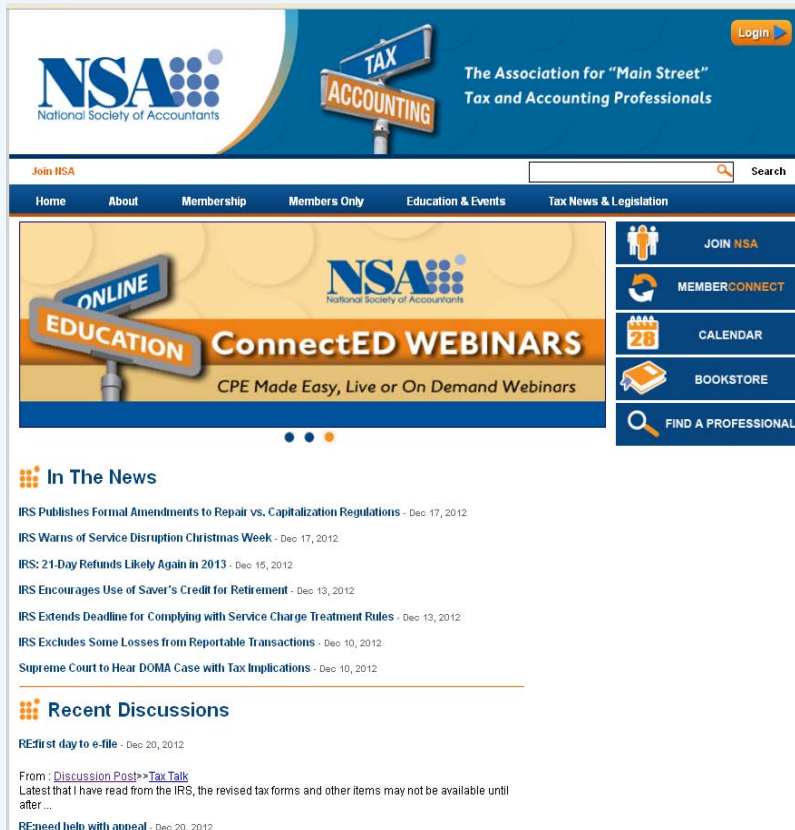 NSA
National Society of Accountants
TAX
ACCOUNTING
The Association for "Main Street"
Tax and Accounting Professionals
Login
Join NSA
Search
Home About Membership Members Only Education & Events Tax News & Legislation
ONLINE
EDUCATION
NSA
National Society of Accountants
ConnectED WEBINARS
CPE Made Easy, Live or On Demand Webinars
JOIN NSA
MEMBERCONNECT
28
CALENDAR
BOOKSTORE
FIND A PROFESSIONAL
In The News
IRS Publishes Formal Amendments to Repair vs. Capitalization Regulations - Dec 17, 2012
IRS Warns of Service Disruption Christmas Week - Dec 17, 2012
IRS: 21-Day Refunds Likely Again in 2013 - Dec 15, 2012
IRS Encourages Use of Saver's Credit for Retirement - Dec 13, 2012
IRS Extends Deadline for Complying with Service Charge Treatment Rules - Dec 13, 2012
IRS Excludes Some Losses from Reportable Transactions - Dec 10, 2012
Supreme Court to Hear DOMA Case with Tax Implications - Dec 10, 2012
Recent Discussions
RE:first day to e-file - Dec 20, 2012
From : Discussion Post>>Tax Talk
Latest that I have read from the IRS, the revised tax forms and other items may not be available until
after ...
RE:need help with appeal - Dec 20, 2012